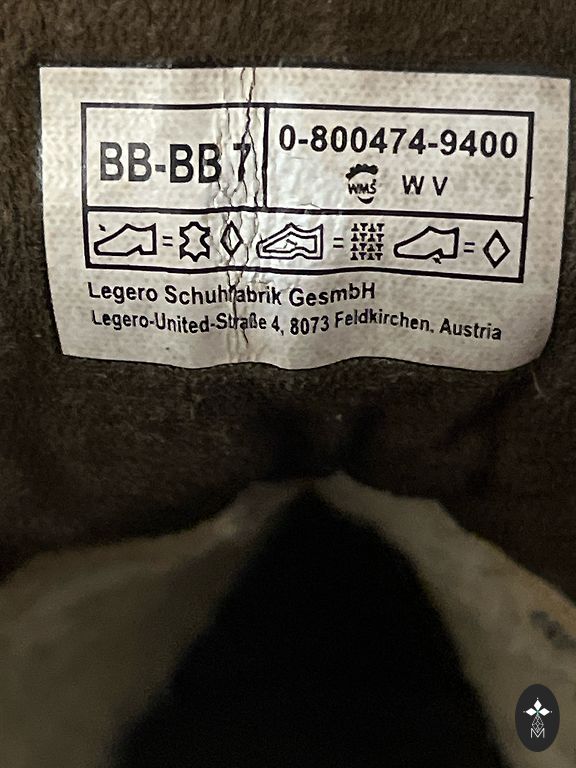 BB-BB 7
0-800474-9400
WMS W V
= =  =
Legero Schuhfabrik GesmbH
Legero-United-Straße 4, 8073 Feldkirchen, Austria
M